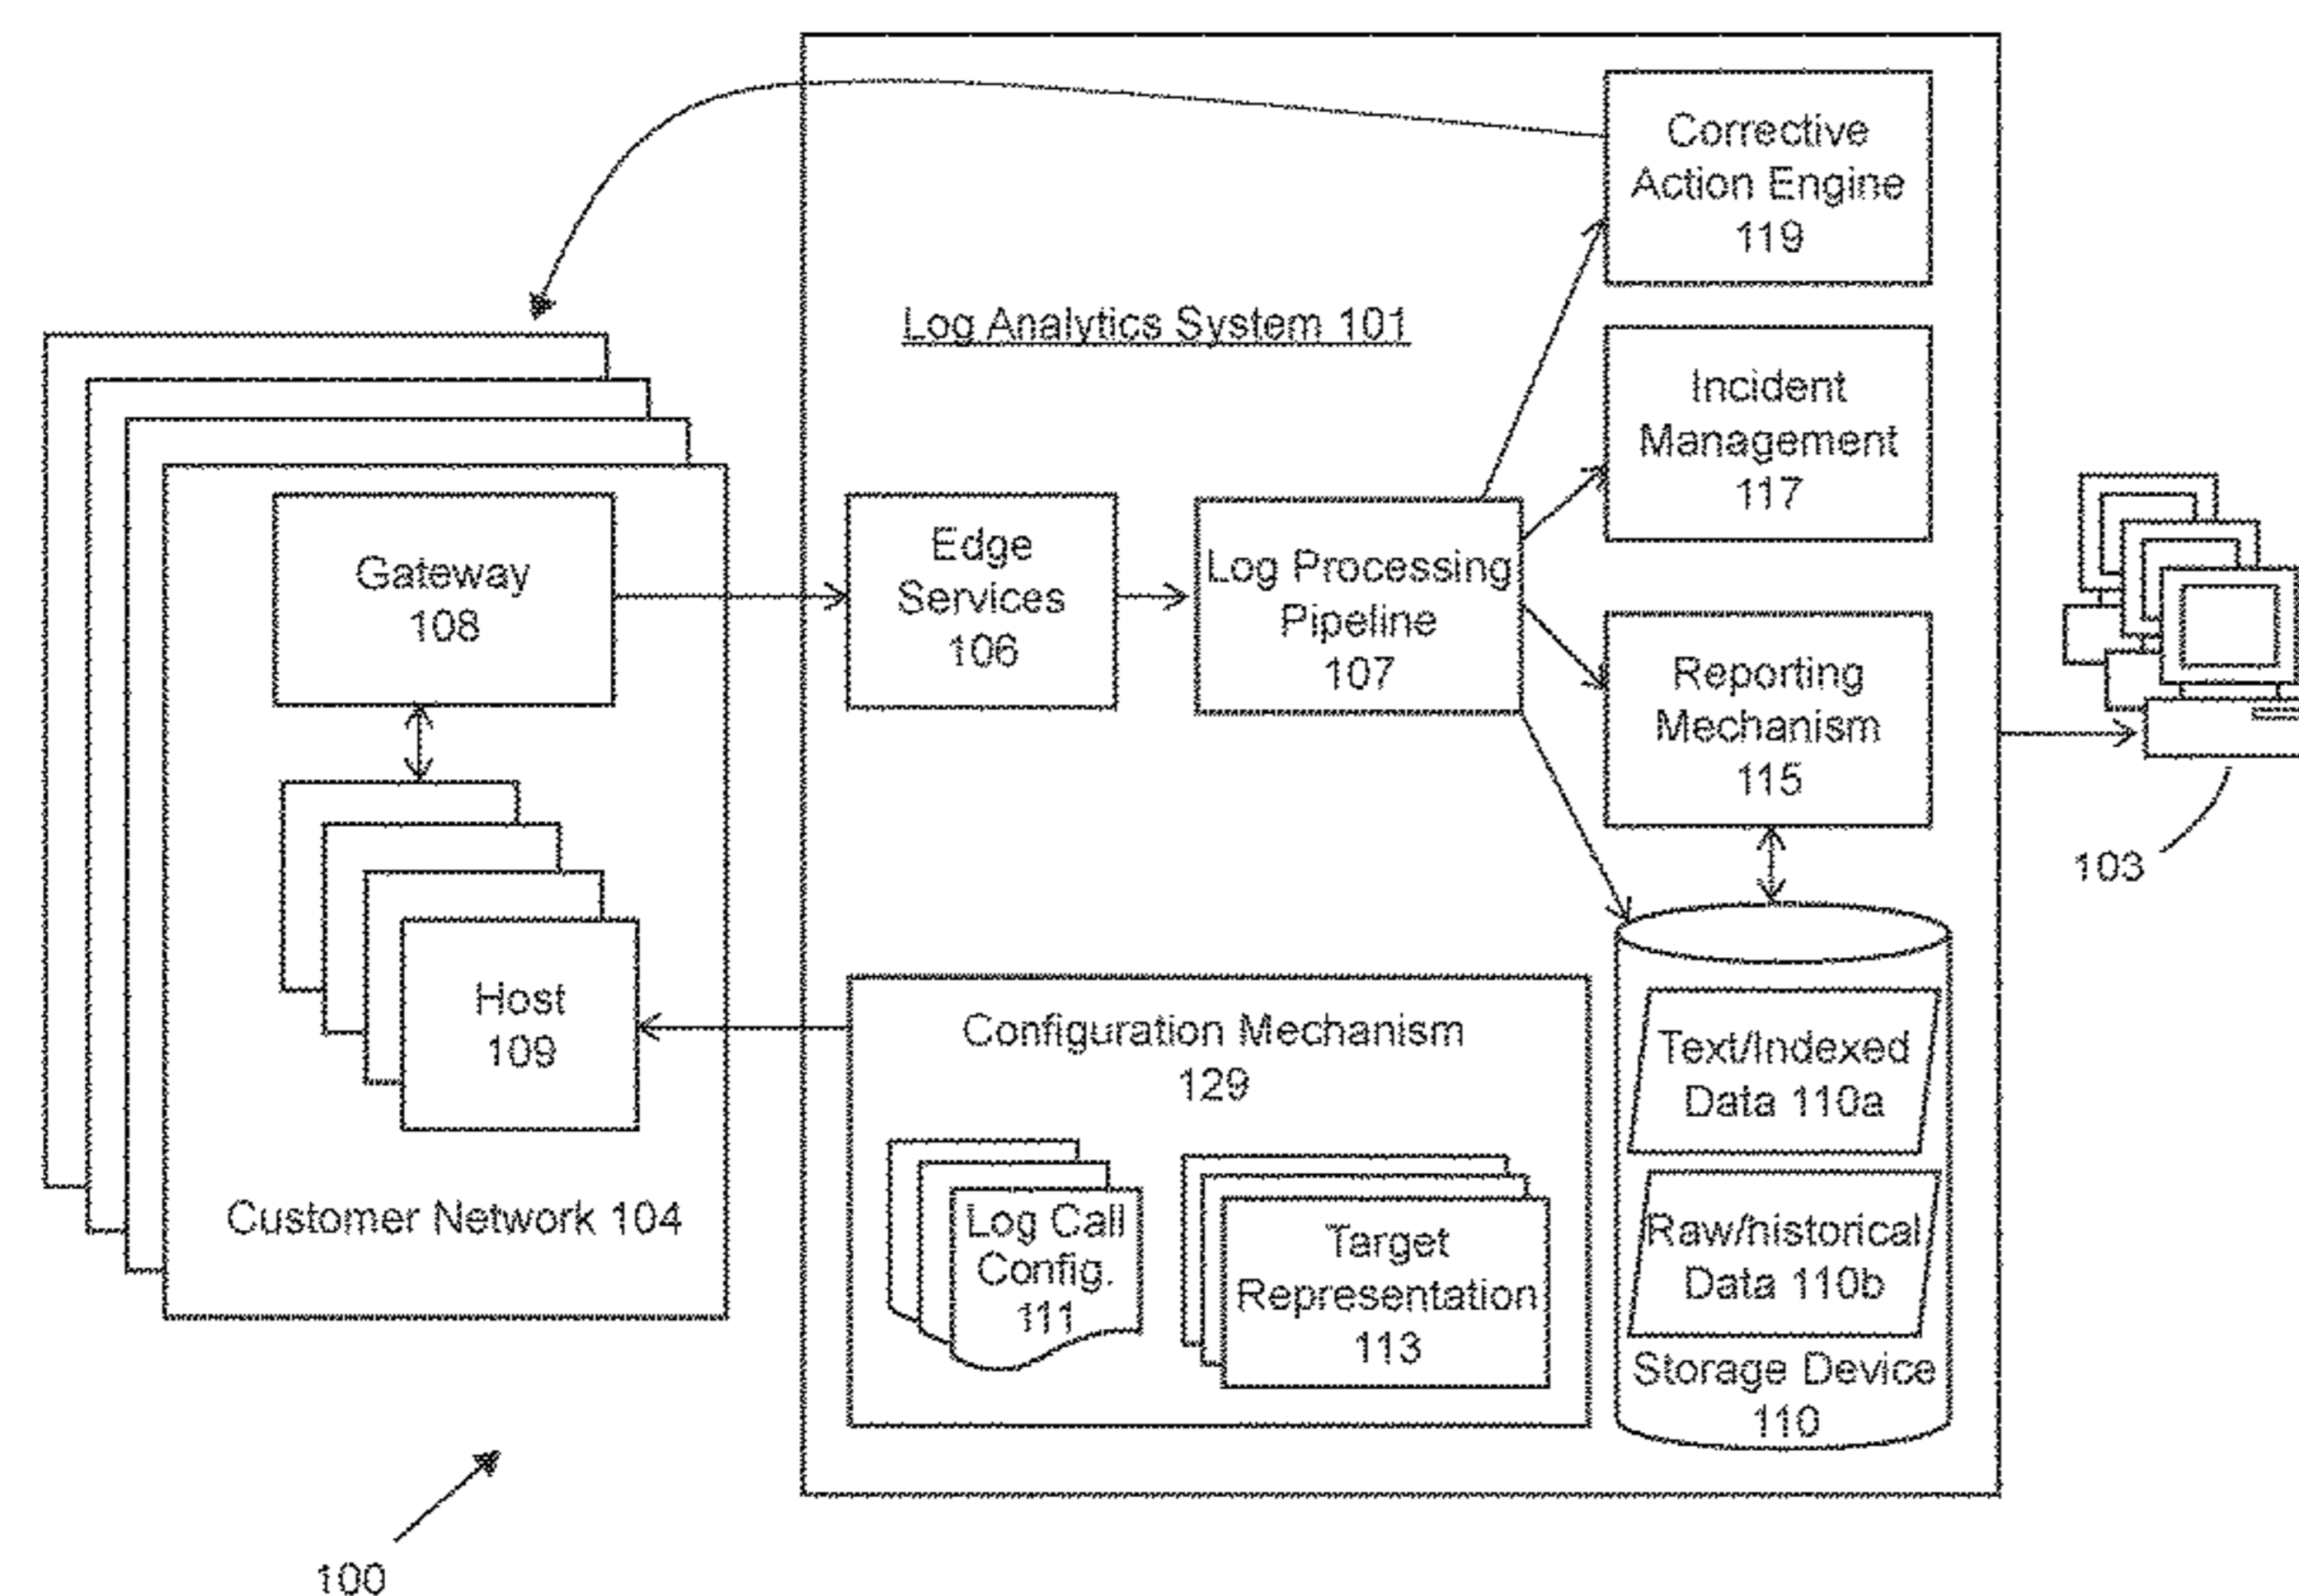 Corrective
Action Engine
119
Log Analytics System 101
Incident
Management
117
Gateway
108
Edge
Services
106
Log Processing
Pipeline
107
Reporting
Mechanism
115
103
Host
109
Configuration Mechanism
129
Text/Indexed
Data 110a
Customer Network 104
Log Call
Config.
111
Target
Representation
113
Raw/historical
Data 110b
Storage Device
110
100